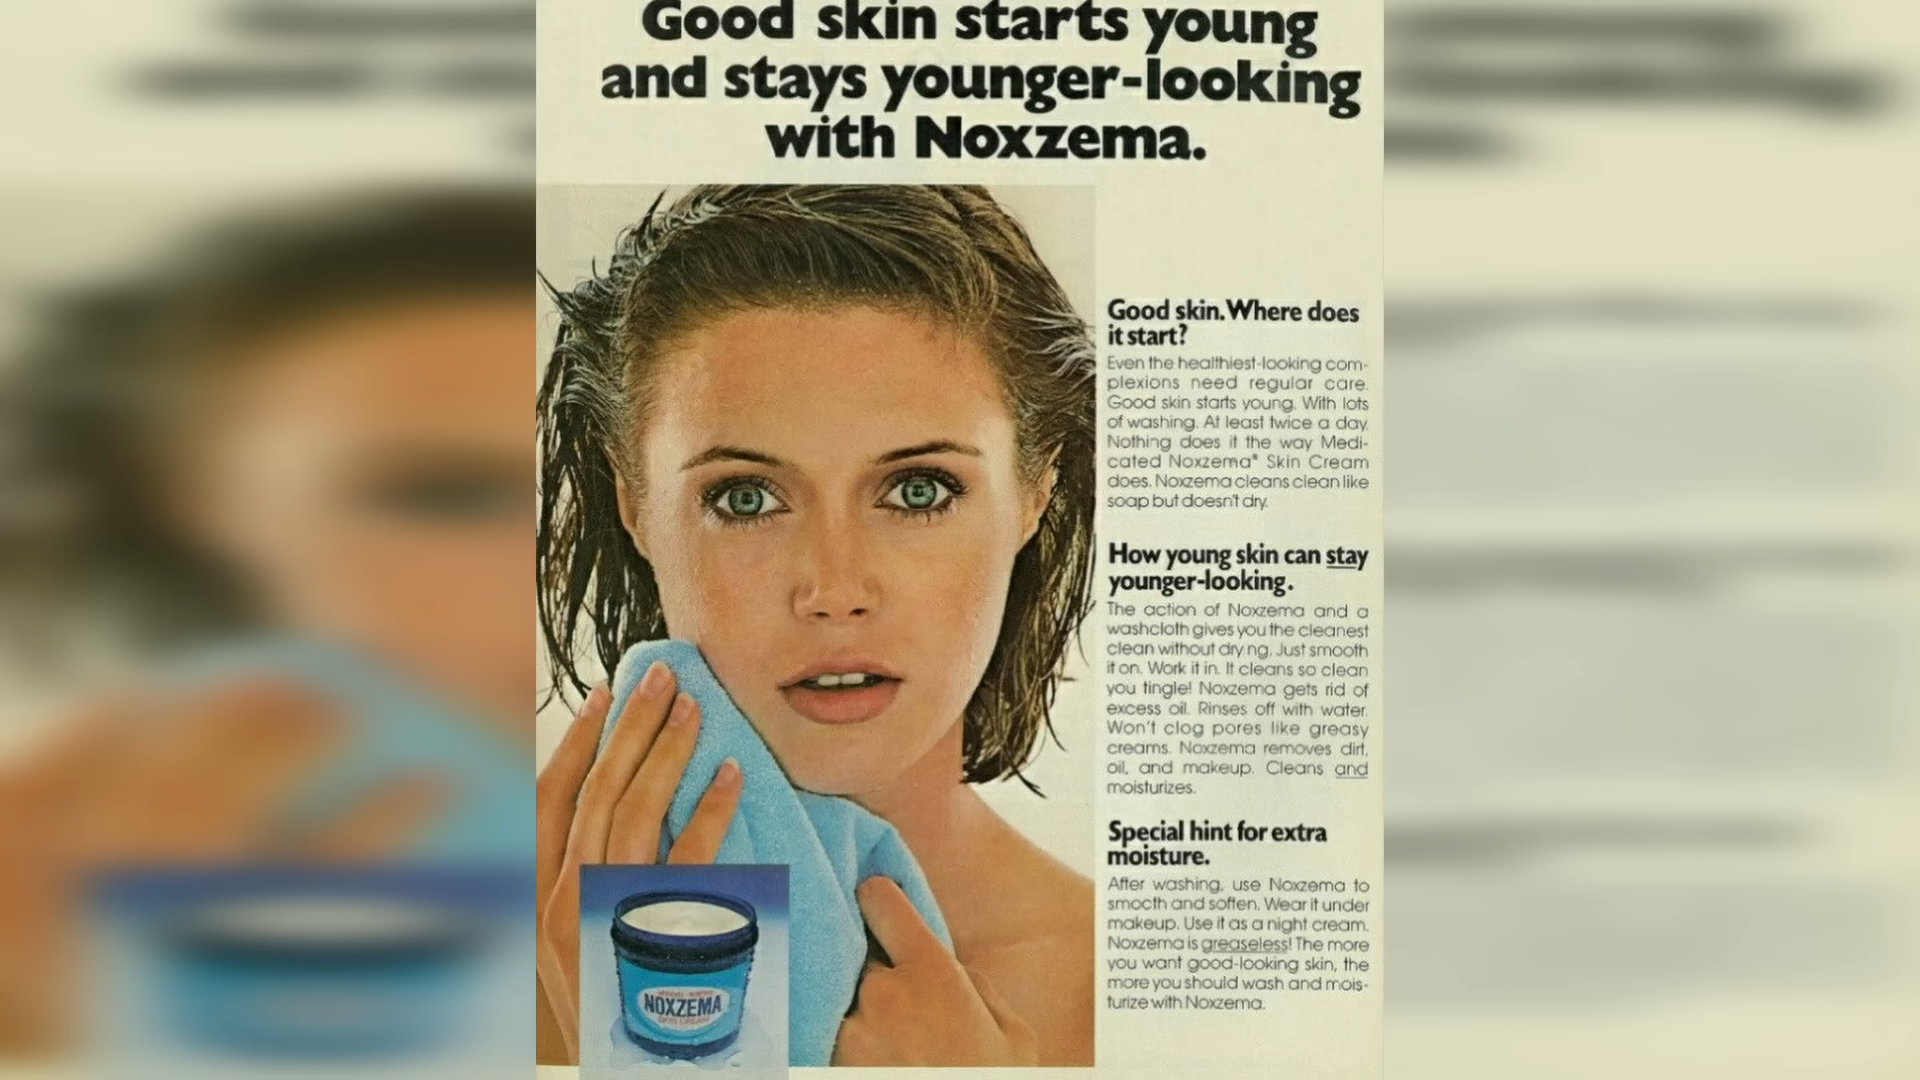 Good skin starts young
and stays younger-looking
with Noxzema.
Good skin. Where does
it start?
Even the healthiest-looking com-
plexions need regular care.
Good skin starts young. With lots
of washing. At least twice a day.
Nothing does it the way Medi-
cated Noxzema® Skin Cream
does. Noxzema cleans clean like
soap but doesn't dry.
How young skin can stay
younger-looking.
The action of Noxzema and a
washcloth gives you the cleanest
clean without dry ng. Just smooth
it on. Work it in. It cleans so clean
you tingle! Noxzema gets rid of
excess oil. Rinses off with water.
Won't clog pores like greasy
creams. Noxzema removes dirt,
oil, and makeup. Cleans and
moisturizes.
Special hint for extra
moisture.
After washing, use Noxzema to
smooth and soften. Wear it under
makeup. Use it as a night cream.
Noxzema is greaseless! The more
you want good-looking skin, the
more you should wash and mois-
turize with Noxzema.
NOXZEMA
SKIN CREAM